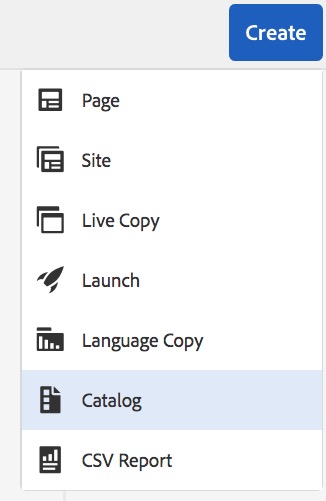 Create
Page
Site
Live Copy
Launch
Language Copy
Catalog
CSV Report